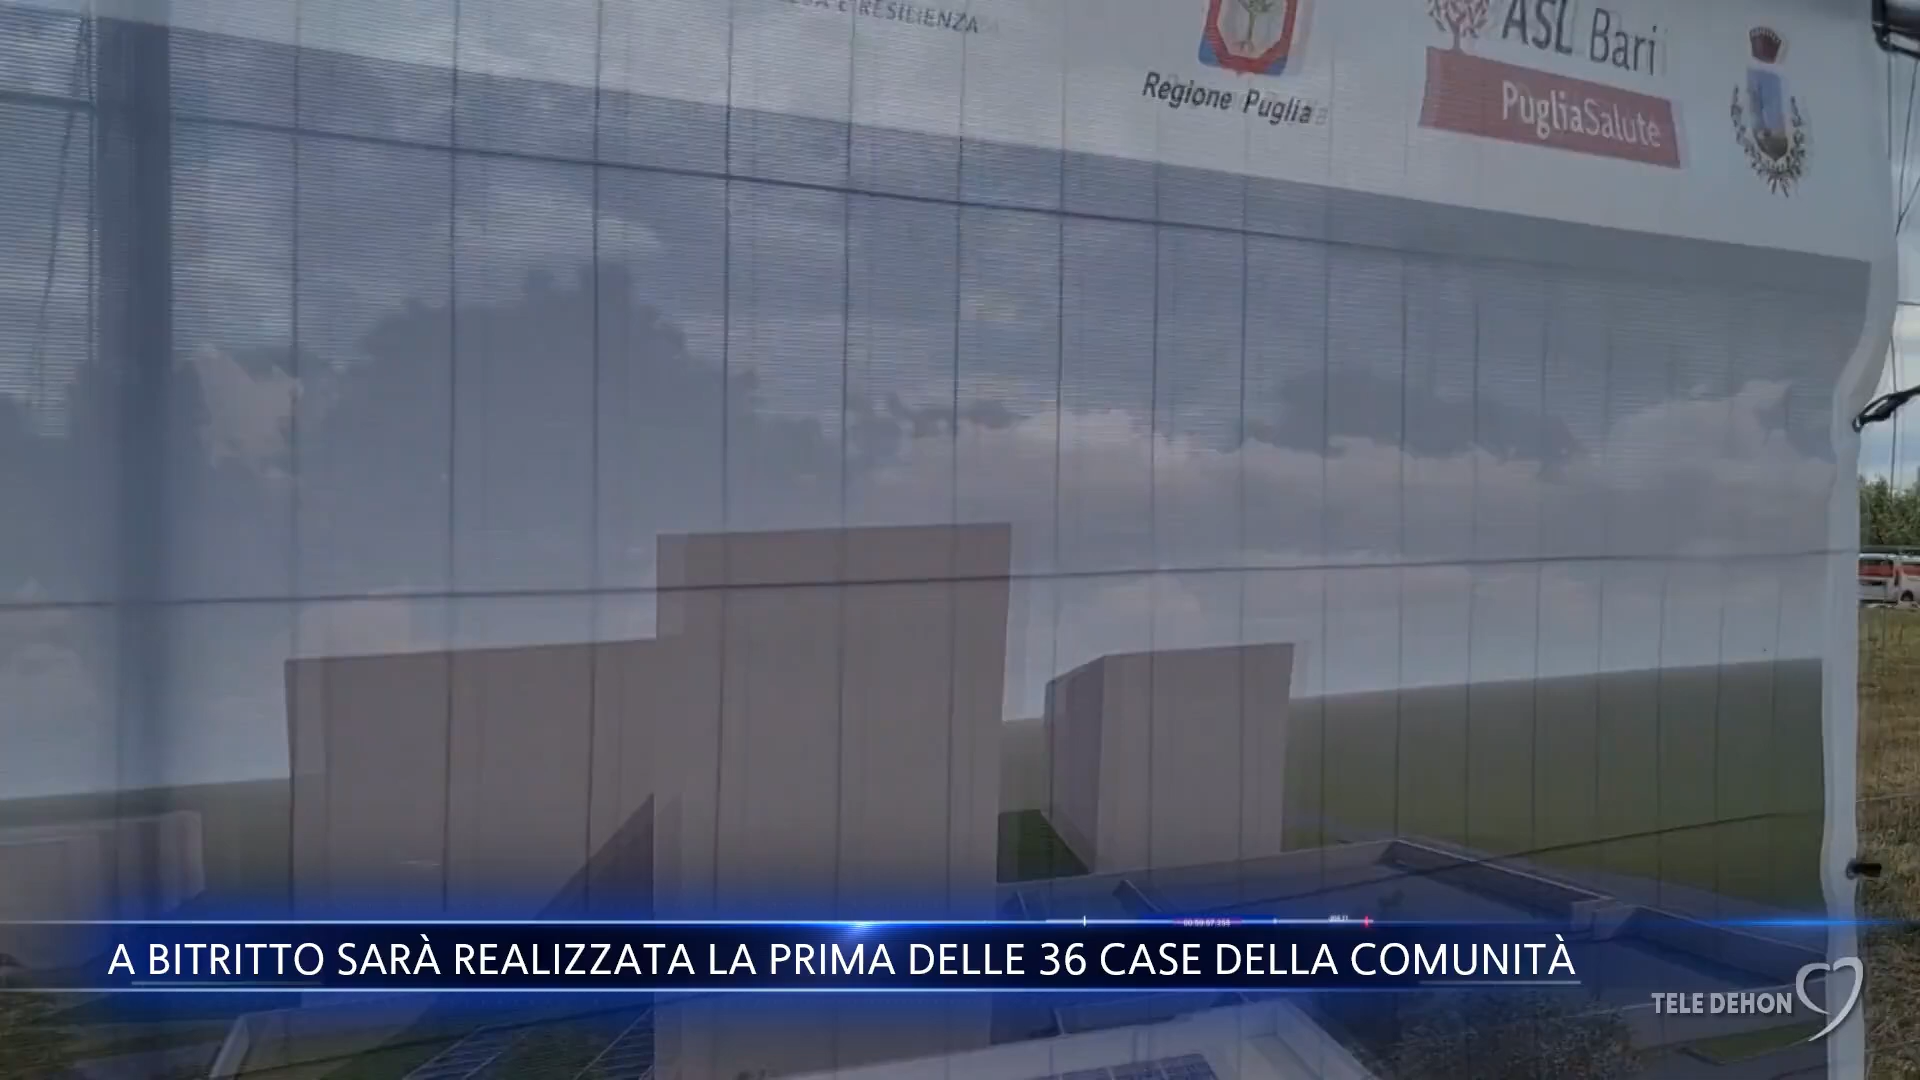 E RESILIENZA
Regione Puglia
ASL Bari
PugliaSalute
A BITRITTO SARÀ REALIZZATA LA PRIMA DELLE 36 CASE DELLA COMUNITÀ
TELE DEHON